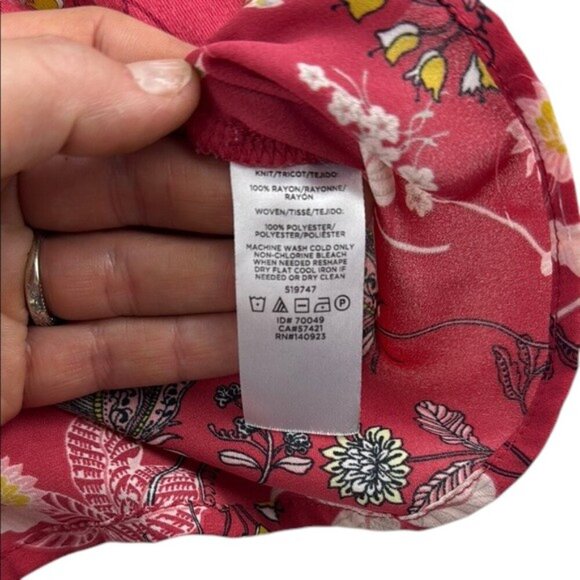 KNIT/TRICOT/TEJIDO:
100% RAYON/RAYONNE/
RAYÓN
WOVEN/TISSÉ/TEJIDO:
100% POLYESTER/
POLYESTER/POLIÉSTER
MACHINE WASH COLD ONLY
NON-CHLORINE BLEACH
WHEN NEEDED RESHAPE
DRY FLAT COOL IRON IF
NEEDED OR DRY CLEAN
519747
P
ID# 70049
CA#57421
RN#140923